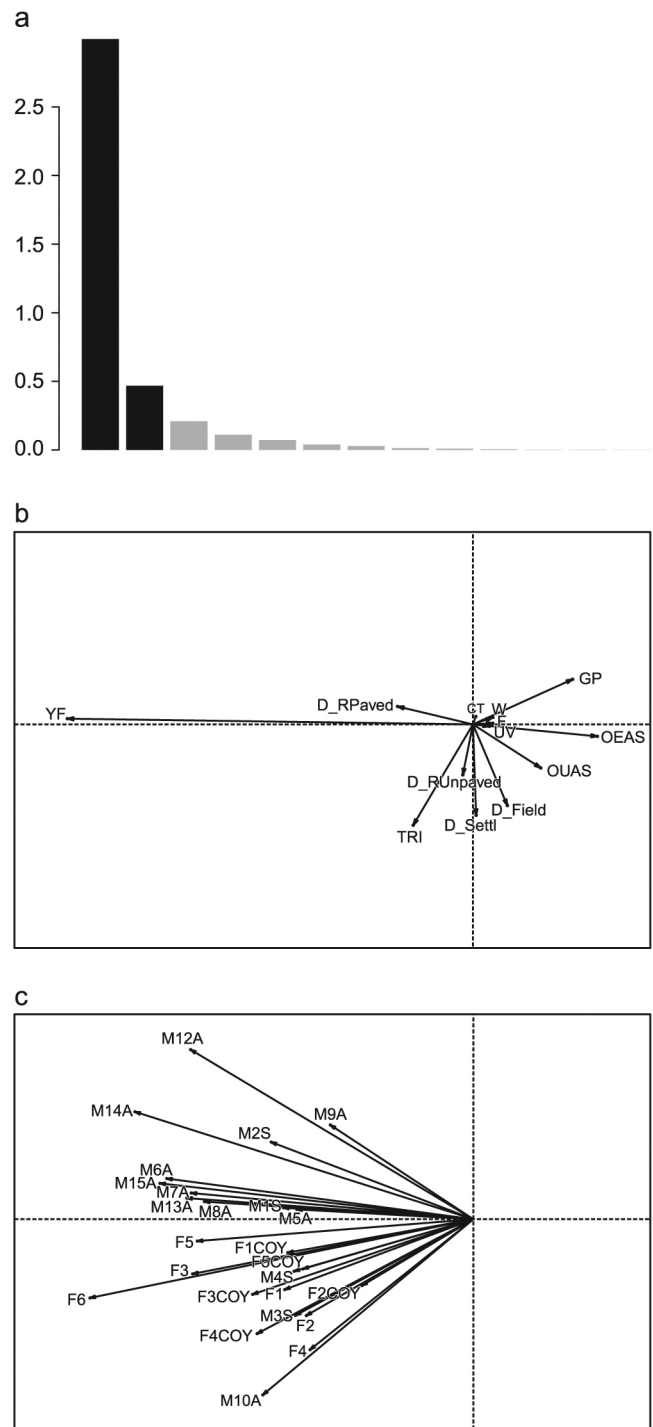 a
2.5
2.0
1.5
1.0
0.5
0.0
b
YF
D_RPaved
CT W
GP
F
UV
OEAS
OUAS
D_RUnpaved
D_Field
D_Settl
TRI
c
M12A
M14A
M9A
M2S
M6A
M15A
M7A
M13A
M8A
M1S
M5A
F5
F1COY
F5COY
F3
M4S
F6
F3COY
F1
F2COY
M3S
F2
F4COY
F4
M10A